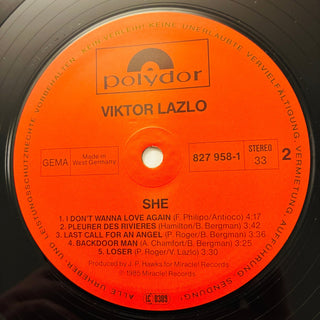 ALLE URHEBER- UND LEISTUNGSSCHUTZRECHTE VORBEHALTEN. KEIN VERLEIH! KEINE UNERLAUBTE VERVIELFÄLTIGUNG, VERMIETUNG, AUFFÜHRUNG, SENDUNG!
polydor
VIKTOR LAZLO
GEMA
Made in
West Germany
827 958-1
STEREO
33
2
SHE
1. I DON'T WANNA LOVE AGAIN (F. Philipo/Antioco) 4:17
2. PLEURER DES RIVIERES (Hamilton/B. Bergman) 3:42
3. LAST CALL FOR AN ANGEL (P. Roger/B. Bergman) 3:36
4. BACKDOOR MAN (A. Chamfort/B. Bergman) 3:35
5. LOSER (P. Roger/V. Lazlo) 3:30
Produced by J. P. Hawks for Miracle! Records
℗ 1985 Miracle! Records
LC 0309